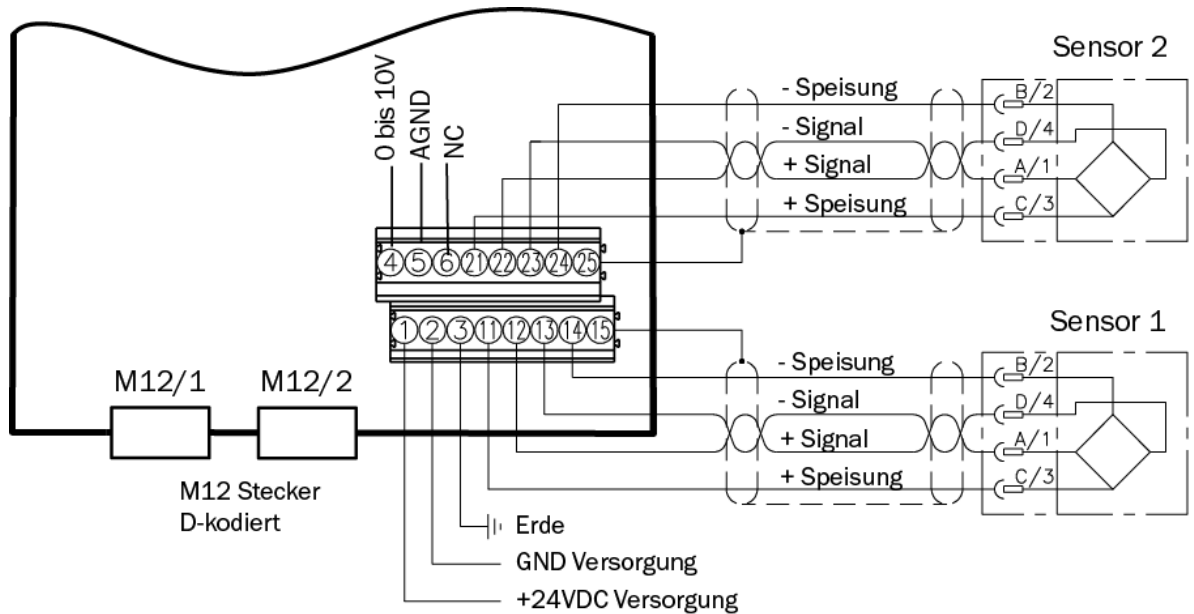 Sensor 2
0 bis 10V
AGND
NC
- Speisung
- Signal
+ Signal
+ Speisung
B/2
D/4
A/1
C/3
4 5 6 21 22 23 24 25
1 2 3 11 12 13 14 15
Sensor 1
- Speisung
- Signal
+ Signal
+ Speisung
B/2
D/4
A/1
C/3
M12/1
M12/2
M12 Stecker
D-kodiert
Erde
GND Versorgung
+24VDC Versorgung